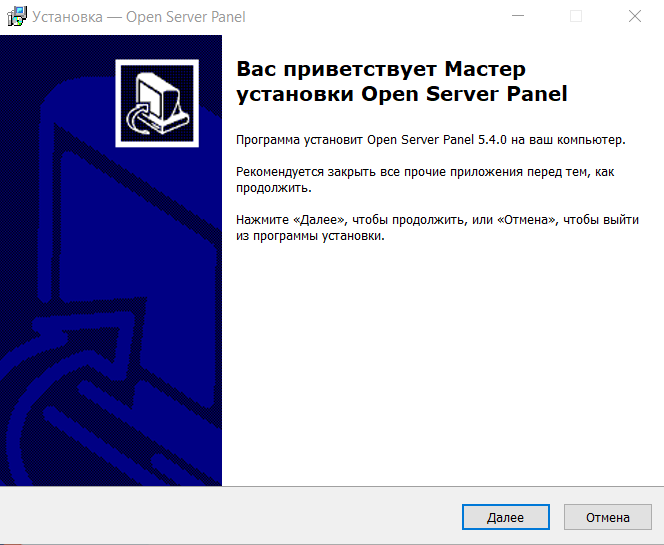 Установка — Open Server Panel
Вас приветствует Мастер
установки Open Server Panel
Программа установит Open Server Panel 5.4.0 на ваш компьютер.
Рекомендуется закрыть все прочие приложения перед тем, как
продолжить.
Нажмите «Далее», чтобы продолжить, или «Отмена», чтобы выйти
из программы установки.
Далее
Отмена